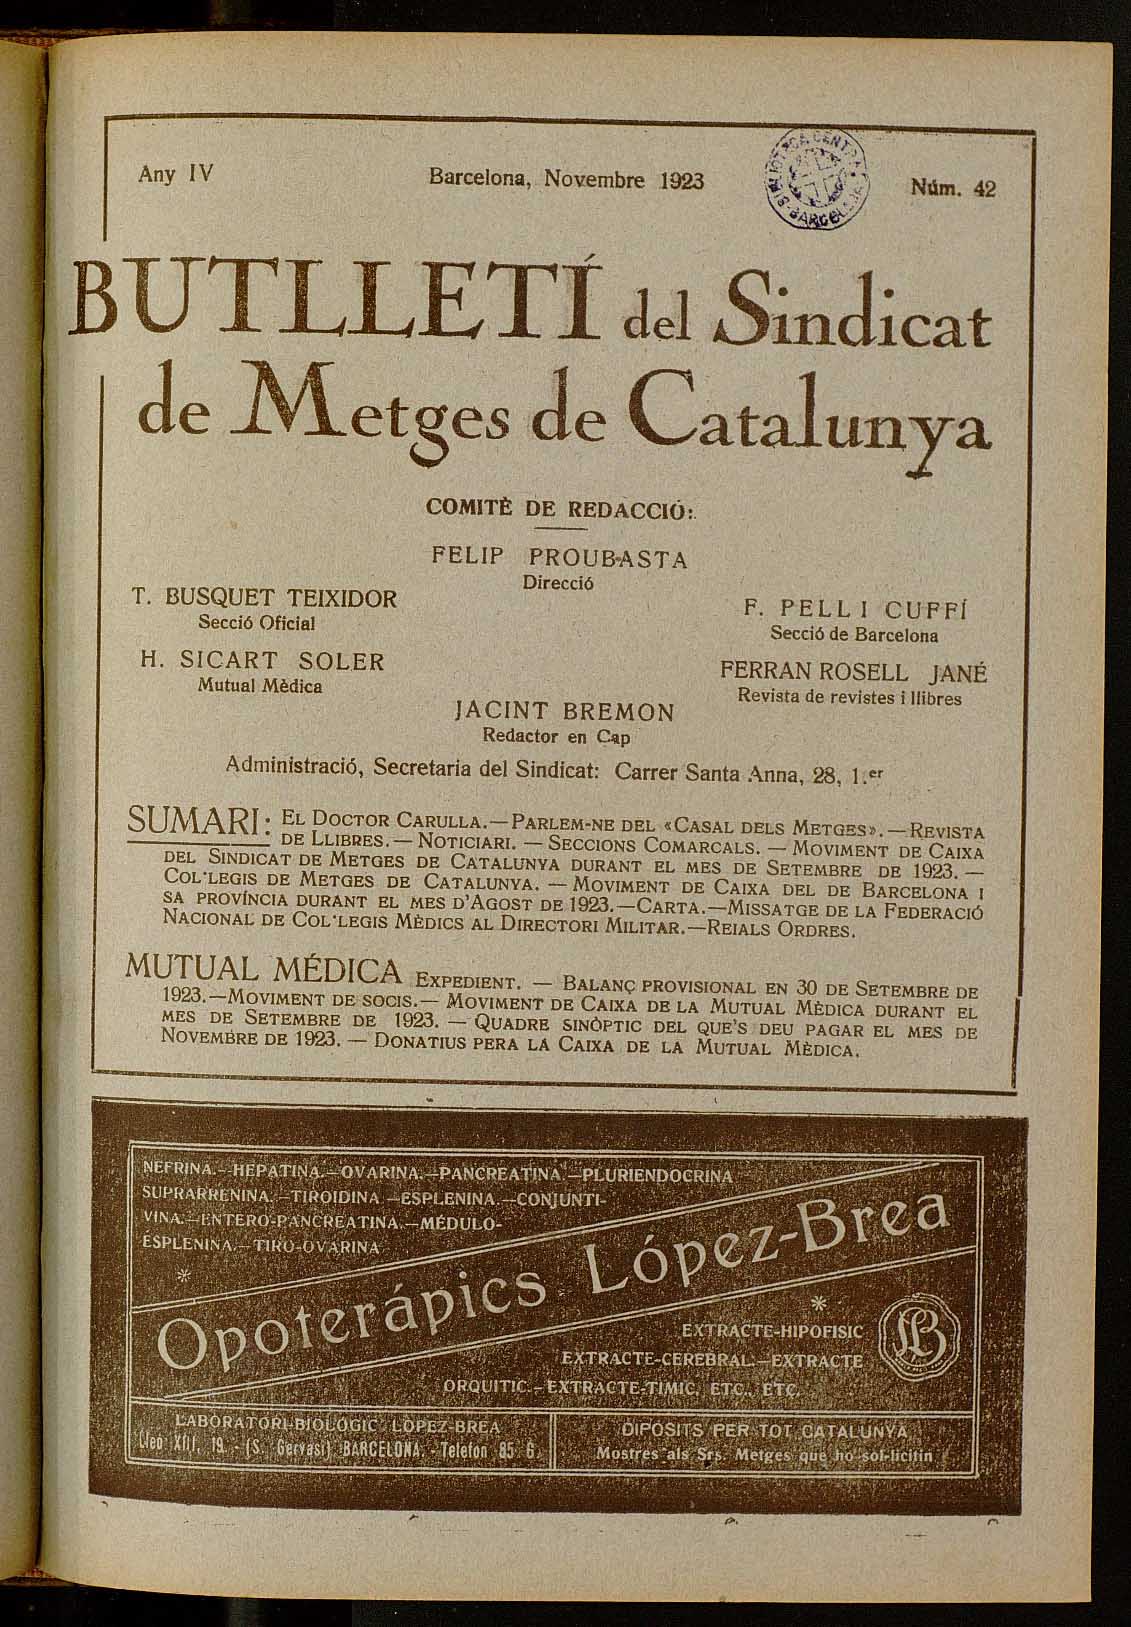 Any IV
Barcelona, Novembre 1923
Núm. 42
BIBLIOTECA CENTRAL
BARCELONA
BUTLLETÍ del Sindicat
de Metges de Catalunya
COMITÈ DE REDACCIÓ:
FELIP PROUBASTA
Direcció
T. BUSQUET TEIXIDOR
Secció Oficial
F. PELL I CUFFÍ
Secció de Barcelona
H. SICART SOLER
Mutual Mèdica
FERRAN ROSELL JANÉ
Revista de revistes i llibres
JACINT BREMON
Redactor en Cap
Administració, Secretaria del Sindicat: Carrer Santa Anna, 28, 1.er
SUMARI: EL DOCTOR CARULLA.—PARLEM-NE DEL «CASAL DELS METGES».—REVISTA
DE LLIBRES.—NOTICIARI.—SECCIONS COMARCALS.—MOVIMENT DE CAIXA
DEL SINDICAT DE METGES DE CATALUNYA DURANT EL MES DE SETEMBRE DE 1923.—
COL·LEGIS DE METGES DE CATALUNYA.—MOVIMENT DE CAIXA DEL DE BARCELONA I
SA PROVÍNCIA DURANT EL MES D'AGOST DE 1923.—CARTA.—MISSATGE DE LA FEDERACIÓ
NACIONAL DE COL·LEGIS MÈDICS AL DIRECTORI MILITAR.—REIALS ORDRES.
MUTUAL MÉDICA EXPEDIENT.—BALANÇ PROVISIONAL EN 30 DE SETEMBRE DE
1923.—MOVIMENT DE SOCIS.—MOVIMENT DE CAIXA DE LA MUTUAL MÈDICA DURANT EL
MES DE SETEMBRE DE 1923.—QUADRE SINÒPTIC DEL QUE'S DEU PAGAR EL MES DE
NOVEMBRE DE 1923.—DONATIUS PERA LA CAIXA DE LA MUTUAL MÈDICA.
NEFRINA.—HEPATINA.—OVARINA.—PANCREATINA.—PLURIENDOCRINA
SUPRARRENINA.—TIROIDINA—ESPLENINA.—CONJUNTI-
VINA.—ENTERO-PANCREATINA.—MÉDULO-
ESPLENINA.—TIRO-OVARINA
Opoteràpics López-Brea
EXTRACTE-HIPOFISIC
EXTRACTE-CEREBRAL.—EXTRACTE
ORQUITIC.—EXTRACTE-TIMIC, ETC., ETC.
LB
LABORATORI-BIOLÒGIC LÓPEZ-BREA
Lleó XIII, 19. - (S. Gervasi) BARCELONA. - Telefon 85 G.
DIPÒSITS PER TOT CATALUNYA
Mostres als Srs. Metges que ho sol·licitin